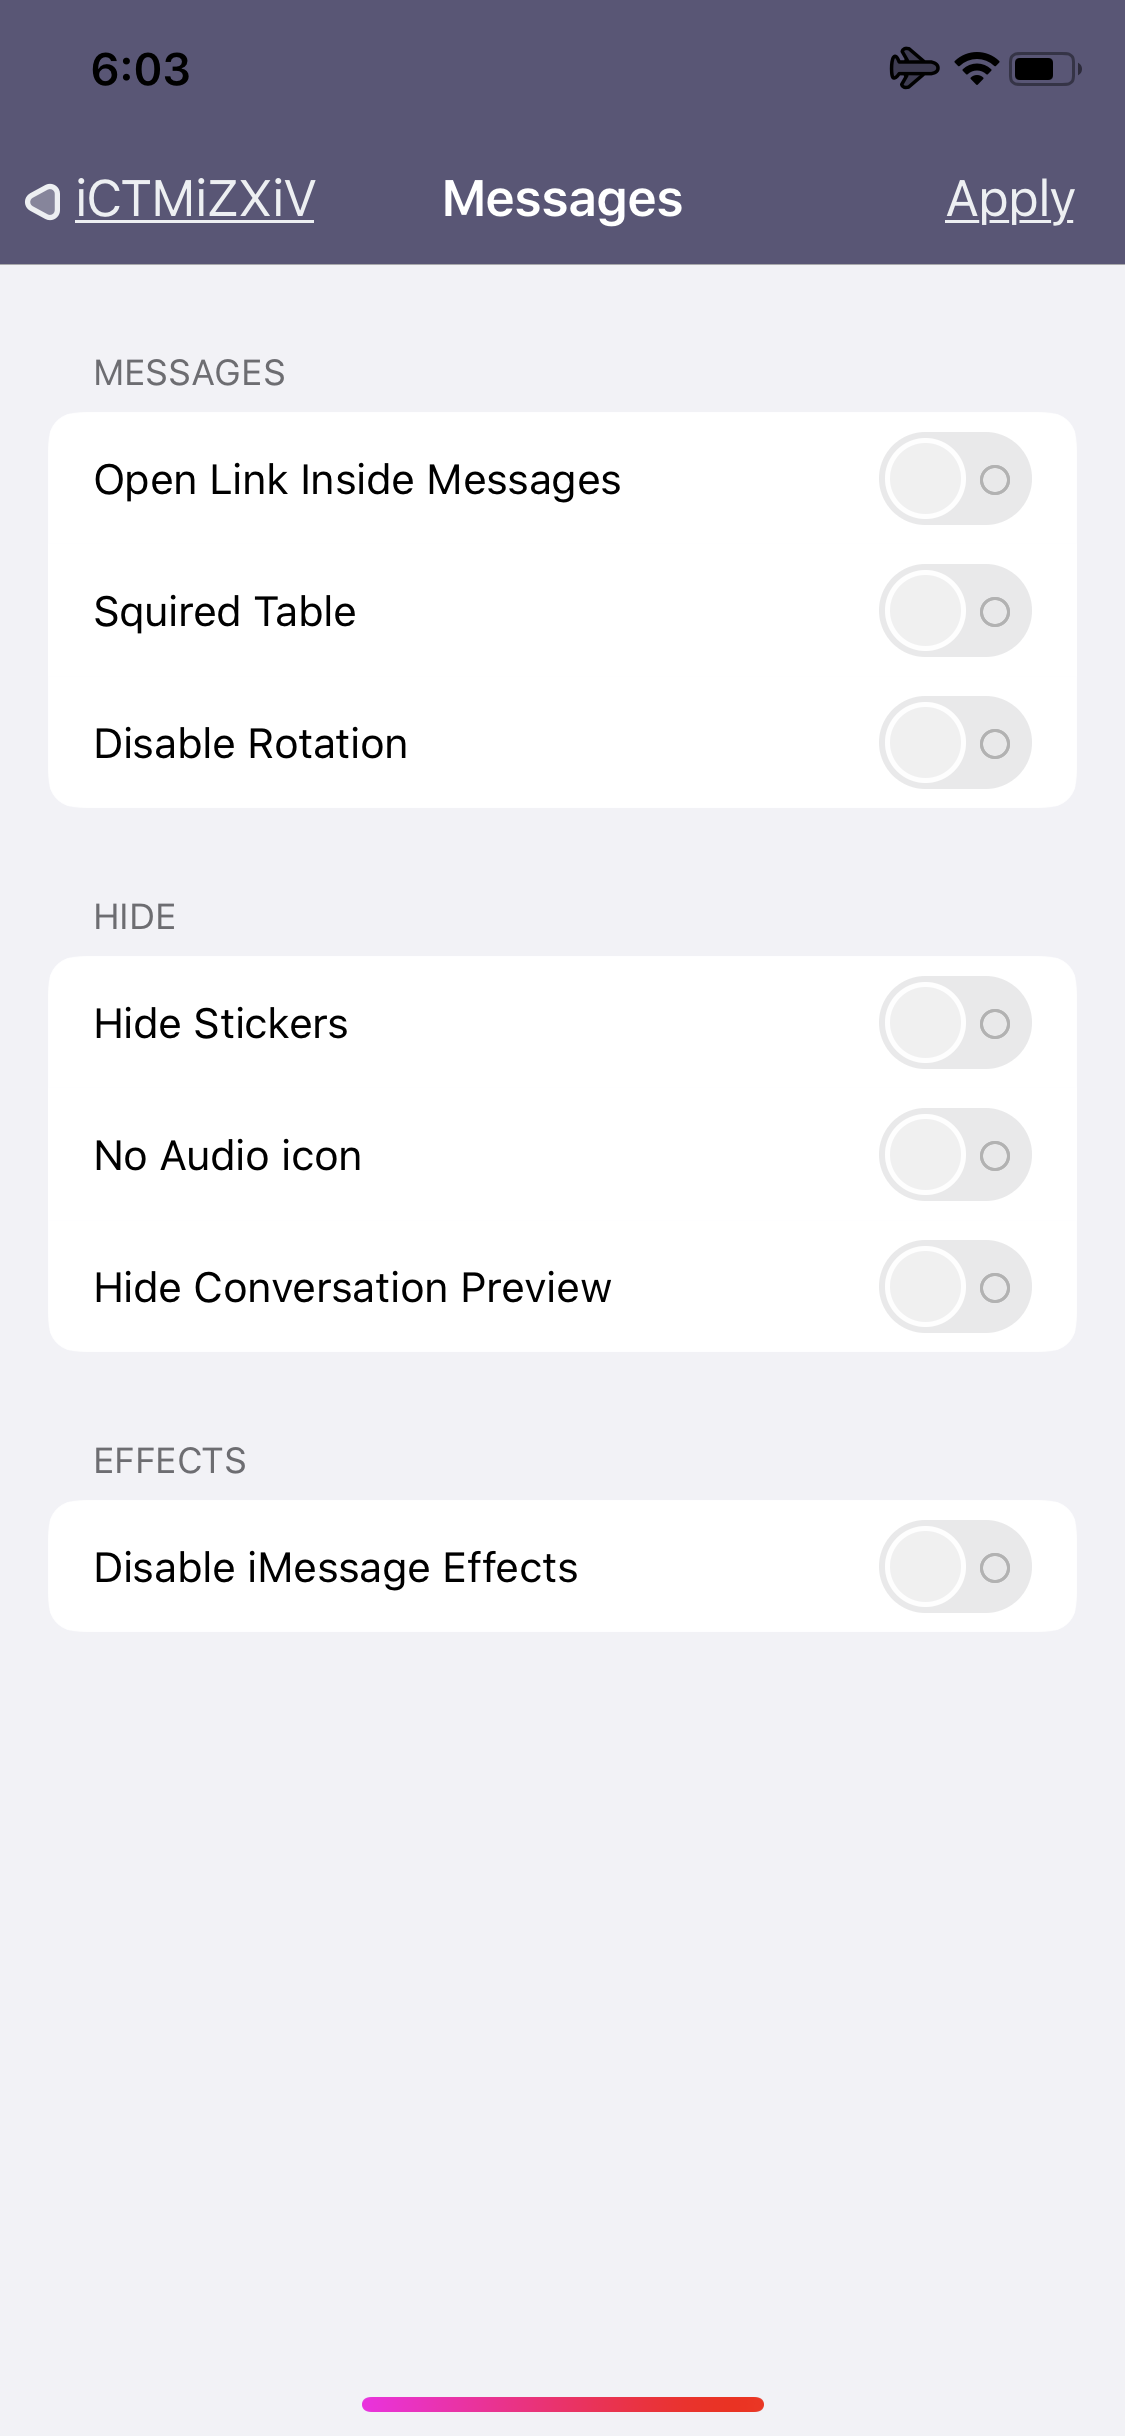 6:03
iCTMiZXiV
Messages
Apply
MESSAGES
Open Link Inside Messages
Squired Table
Disable Rotation
HIDE
Hide Stickers
No Audio icon
Hide Conversation Preview
EFFECTS
Disable iMessage Effects